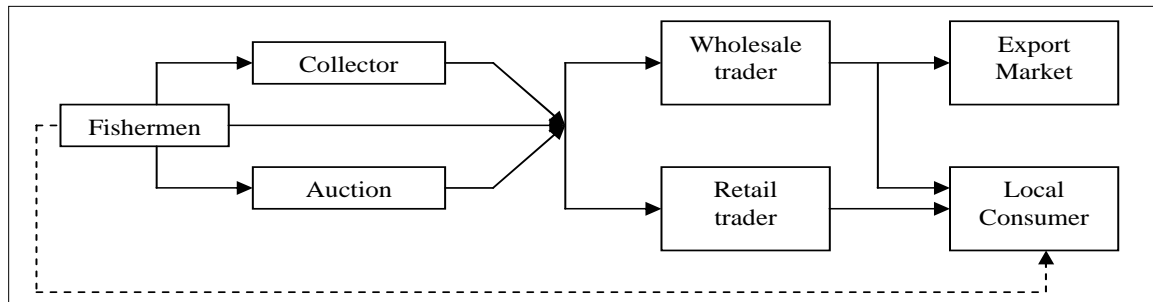 Collector
Wholesale
trader
Export
Market
Fishermen
Auction
Retail
trader
Local
Consumer